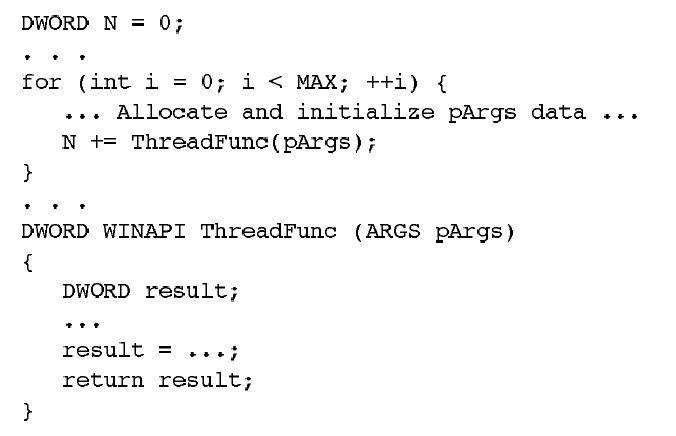 DWORD N = 0;
. . .
for (int i = 0; i < MAX; ++i) {
... Allocate and initialize pArgs data ...
N += ThreadFunc(pArgs);
}
. . .
DWORD WINAPI ThreadFunc (ARGS pArgs)
{
DWORD result;
...
result = ...;
return result;
}